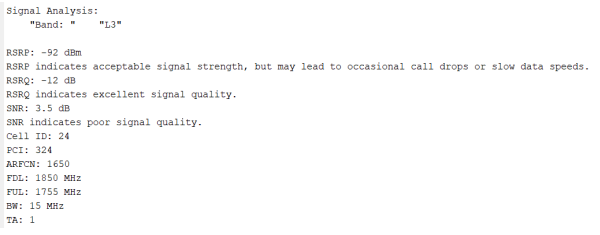 Signal Analysis:
"Band: " "L3"
RSRP: -92 dBm
RSRP indicates acceptable signal strength, but may lead to occasional call drops or slow data speeds.
RSRQ: -12 dB
RSRQ indicates excellent signal quality.
SNR: 3.5 dB
SNR indicates poor signal quality.
Cell ID: 24
PCI: 324
ARFCN: 1650
FDL: 1850 MHz
FUL: 1755 MHz
BW: 15 MHz
TA: 1